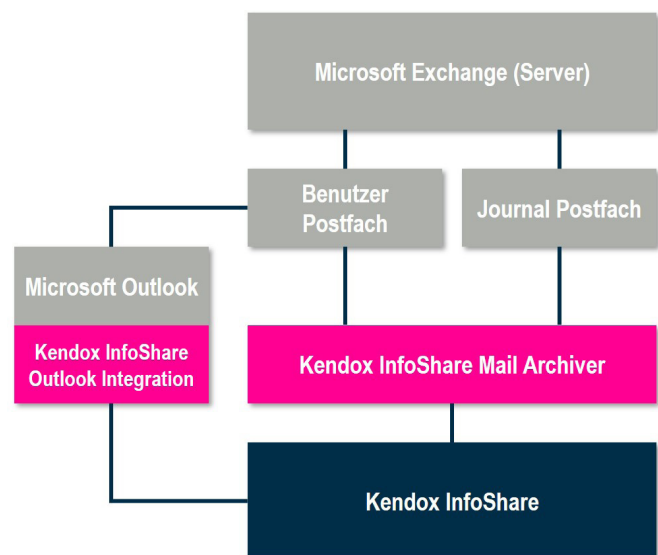 Microsoft Exchange (Server)
Benutzer
Postfach
Journal Postfach
Microsoft Outlook
Kendox InfoShare
Outlook Integration
Kendox InfoShare Mail Archiver
Kendox InfoShare